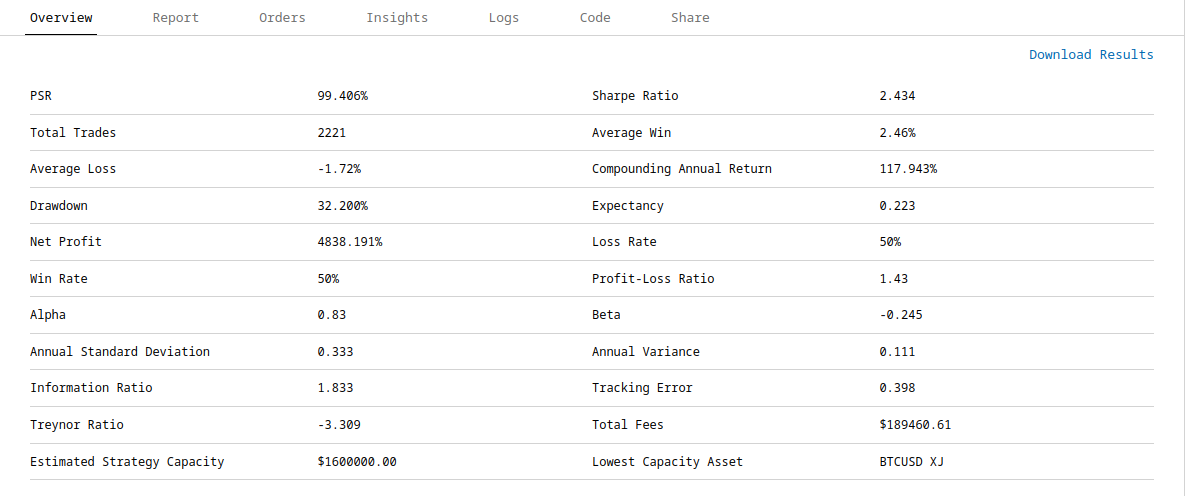 Overview Report Orders Insights Logs Code Share
Download Results
PSR 99.406% Sharpe Ratio 2.434
Total Trades 2221 Average Win 2.46%
Average Loss -1.72% Compounding Annual Return 117.943%
Drawdown 32.200% Expectancy 0.223
Net Profit 4838.191% Loss Rate 50%
Win Rate 50% Profit-Loss Ratio 1.43
Alpha 0.83 Beta -0.245
Annual Standard Deviation 0.333 Annual Variance 0.111
Information Ratio 1.833 Tracking Error 0.398
Treynor Ratio -3.309 Total Fees $189460.61
Estimated Strategy Capacity $1600000.00 Lowest Capacity Asset BTCUSD XJ